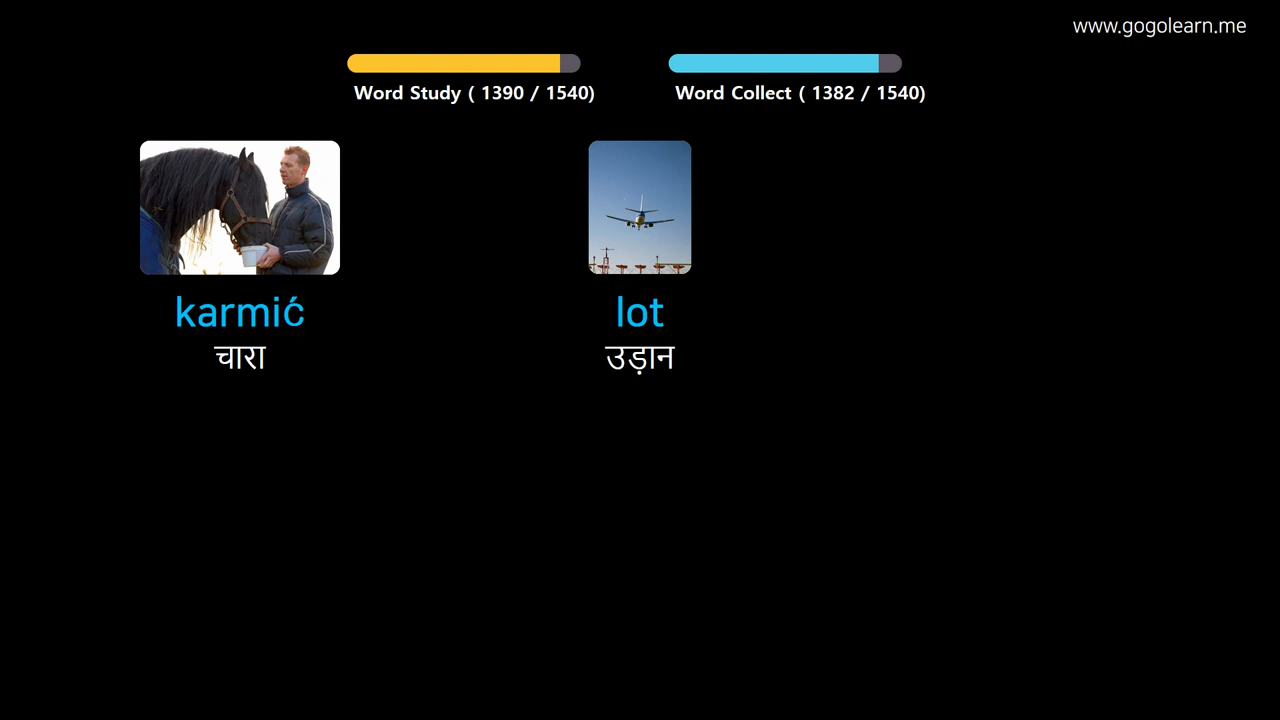 www.gogolearn.me
Word Study ( 1390 / 1540)
Word Collect ( 1382 / 1540)
karmić
चारा
lot
उड़ान